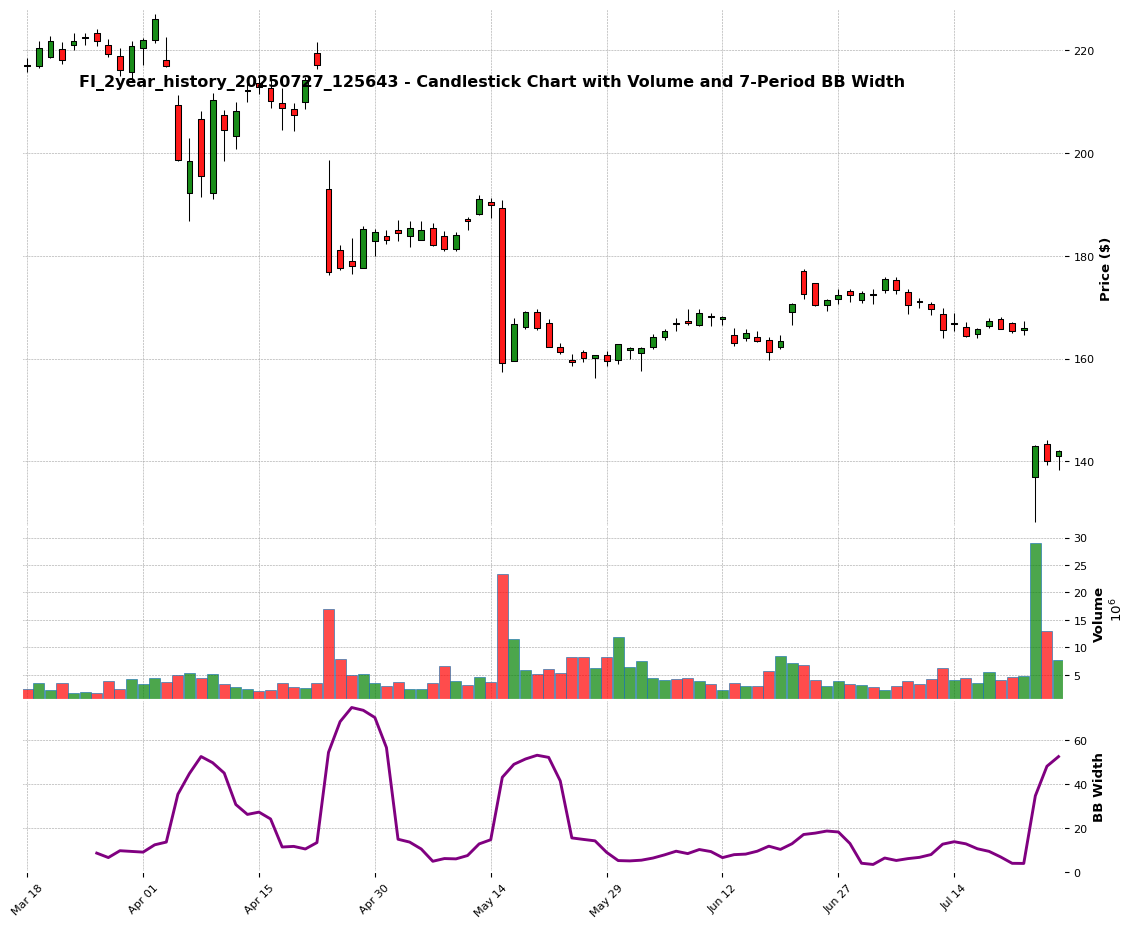 FI_2year_history_20250727_125643 - Candlestick Chart with Volume and 7-Period BB Width
220
200
180
160
140
Price ($)
30
25
20
15
10
5
Volume
10^6
60
40
20
0
BB Width
Mar 18
Apr 01
Apr 15
Apr 30
May 14
May 29
Jun 12
Jun 27
Jul 14